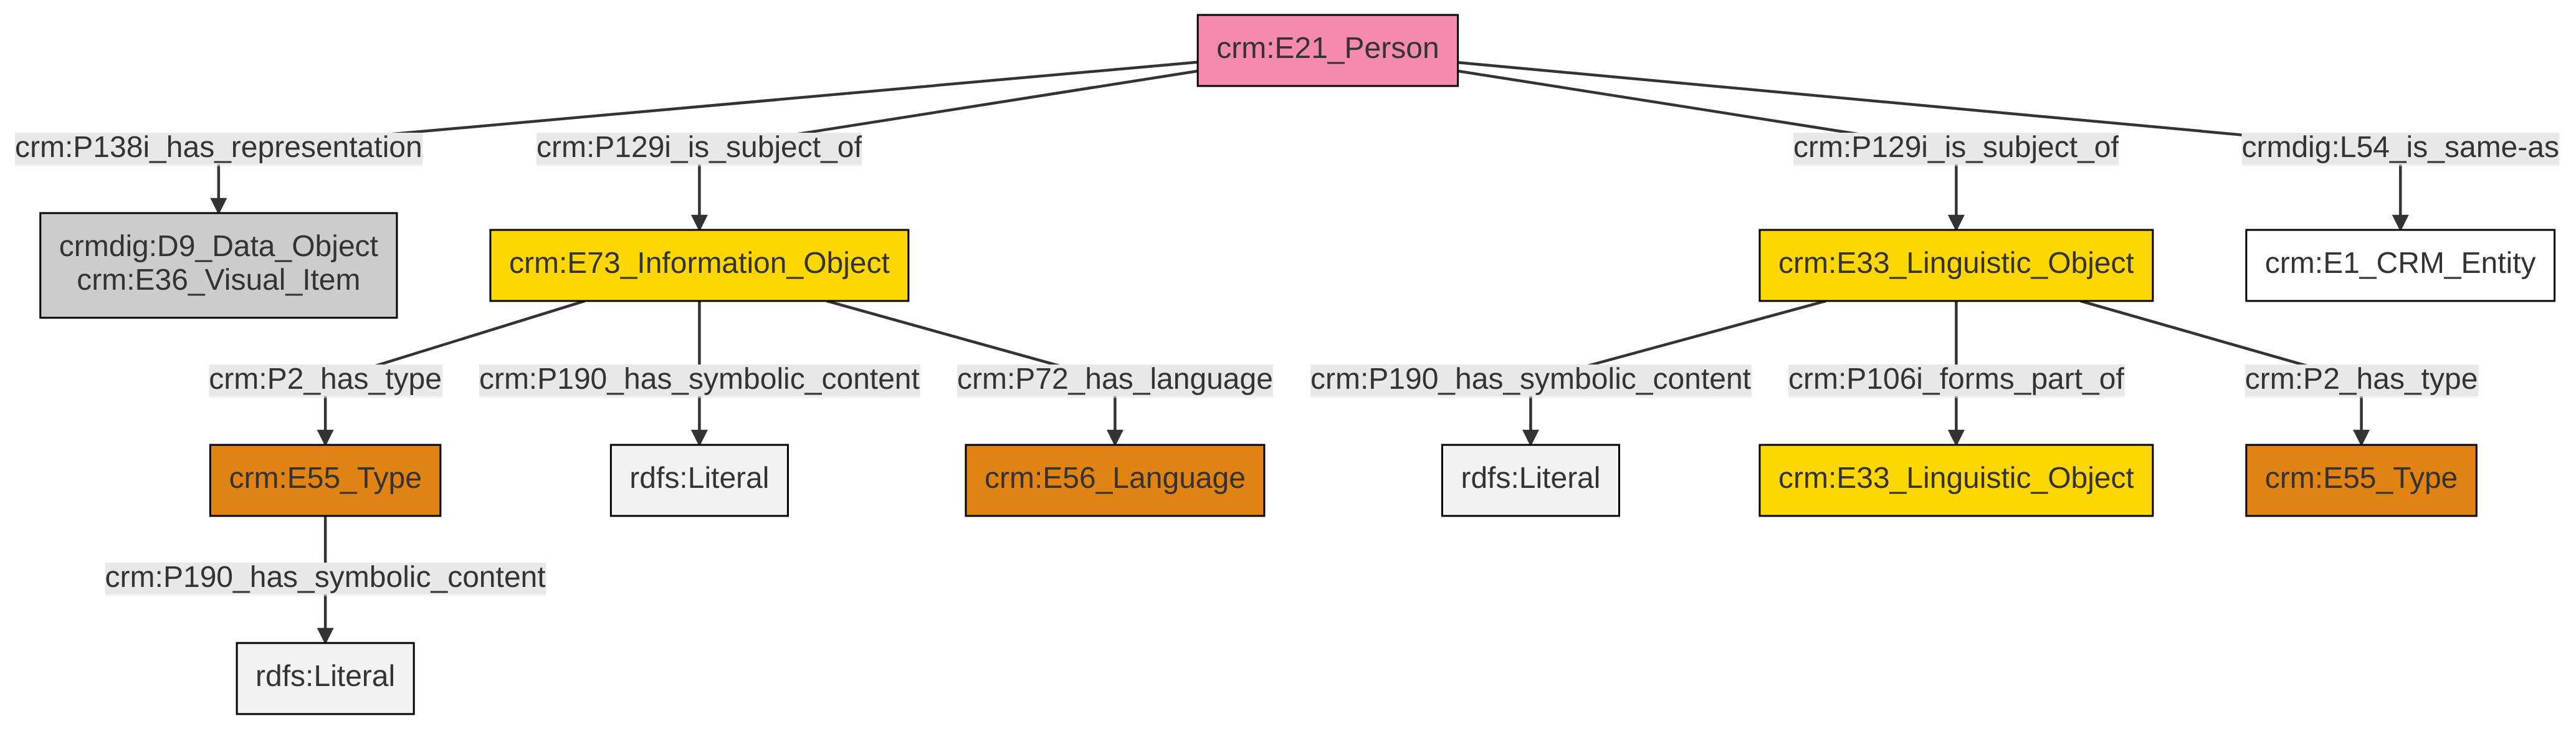 crm:E21_Person
crm:P138i_has_representation
crm:P129i_is_subject_of
crm:P129i_is_subject_of
crmdig:L54_is_same-as
crmdig:D9_Data_Object
crm:E36_Visual_Item
crm:E73_Information_Object
crm:E33_Linguistic_Object
crm:E1_CRM_Entity
crm:P2_has_type
crm:P190_has_symbolic_content
crm:P72_has_language
crm:P190_has_symbolic_content
crm:P106i_forms_part_of
crm:P2_has_type
crm:E55_Type
rdfs:Literal
crm:E56_Language
rdfs:Literal
crm:E33_Linguistic_Object
crm:E55_Type
crm:P190_has_symbolic_content
rdfs:Literal